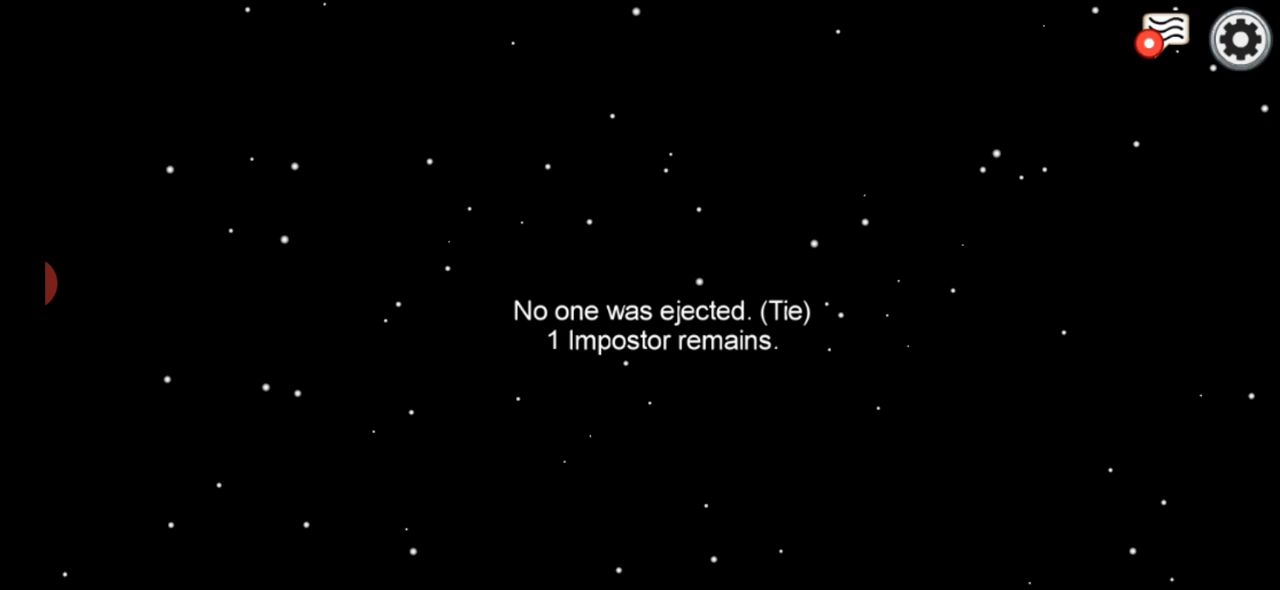 No one was ejected. (Tie)
1 Impostor remains.